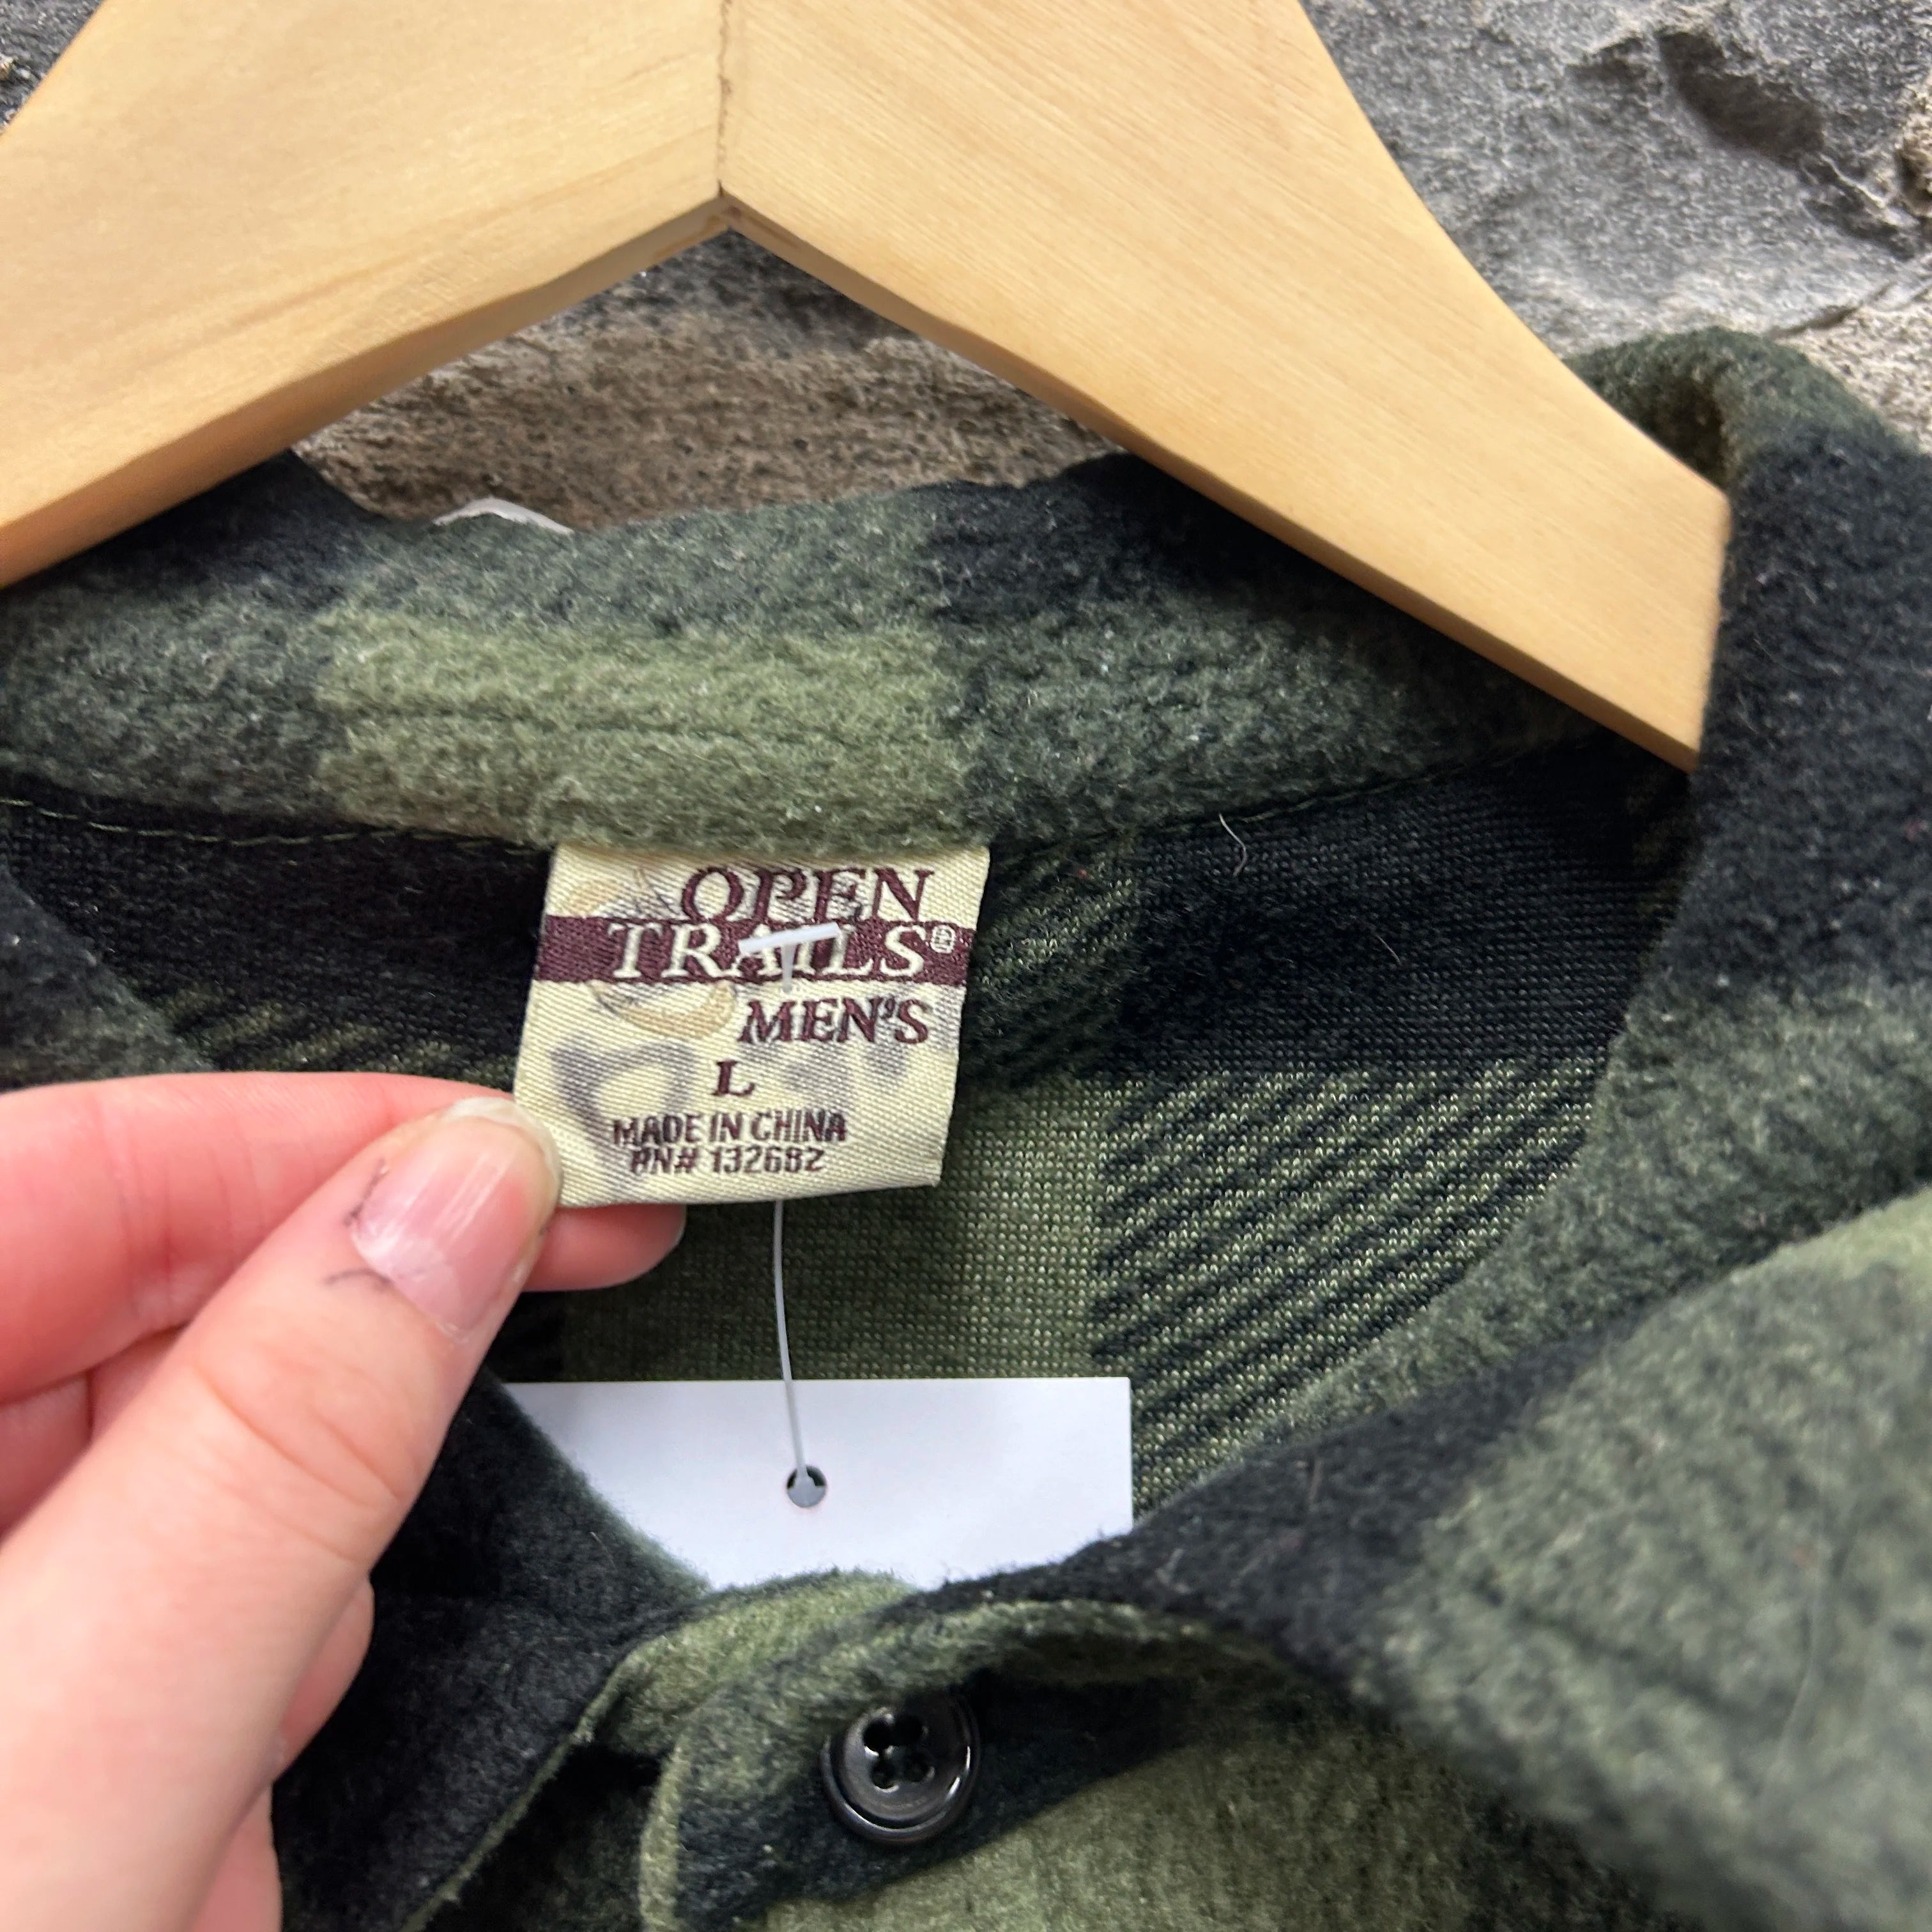 OPEN
TRAILS®
MEN'S
L
MADE IN CHINA
RN# 132682